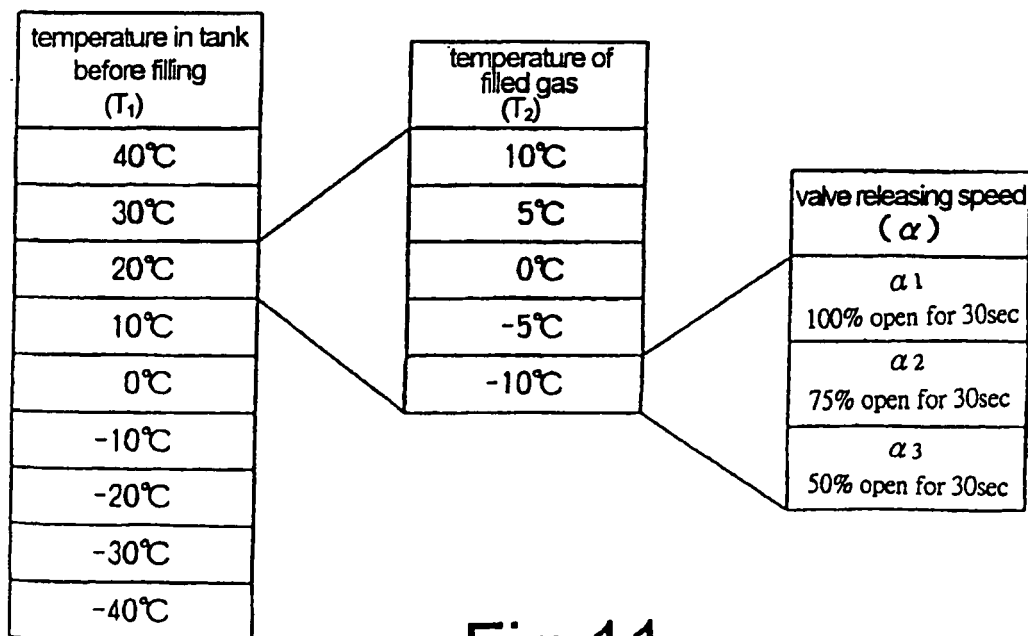 temperature in tank
before filling
(T₁)
40℃
30℃
20℃
10℃
0℃
-10℃
-20℃
-30℃
-40℃
temperature of
filled gas
(T₂)
10℃
5℃
0℃
-5℃
-10℃
valve releasing speed
(α)
α1
100% open for 30sec
α2
75% open for 30sec
α3
50% open for 30sec